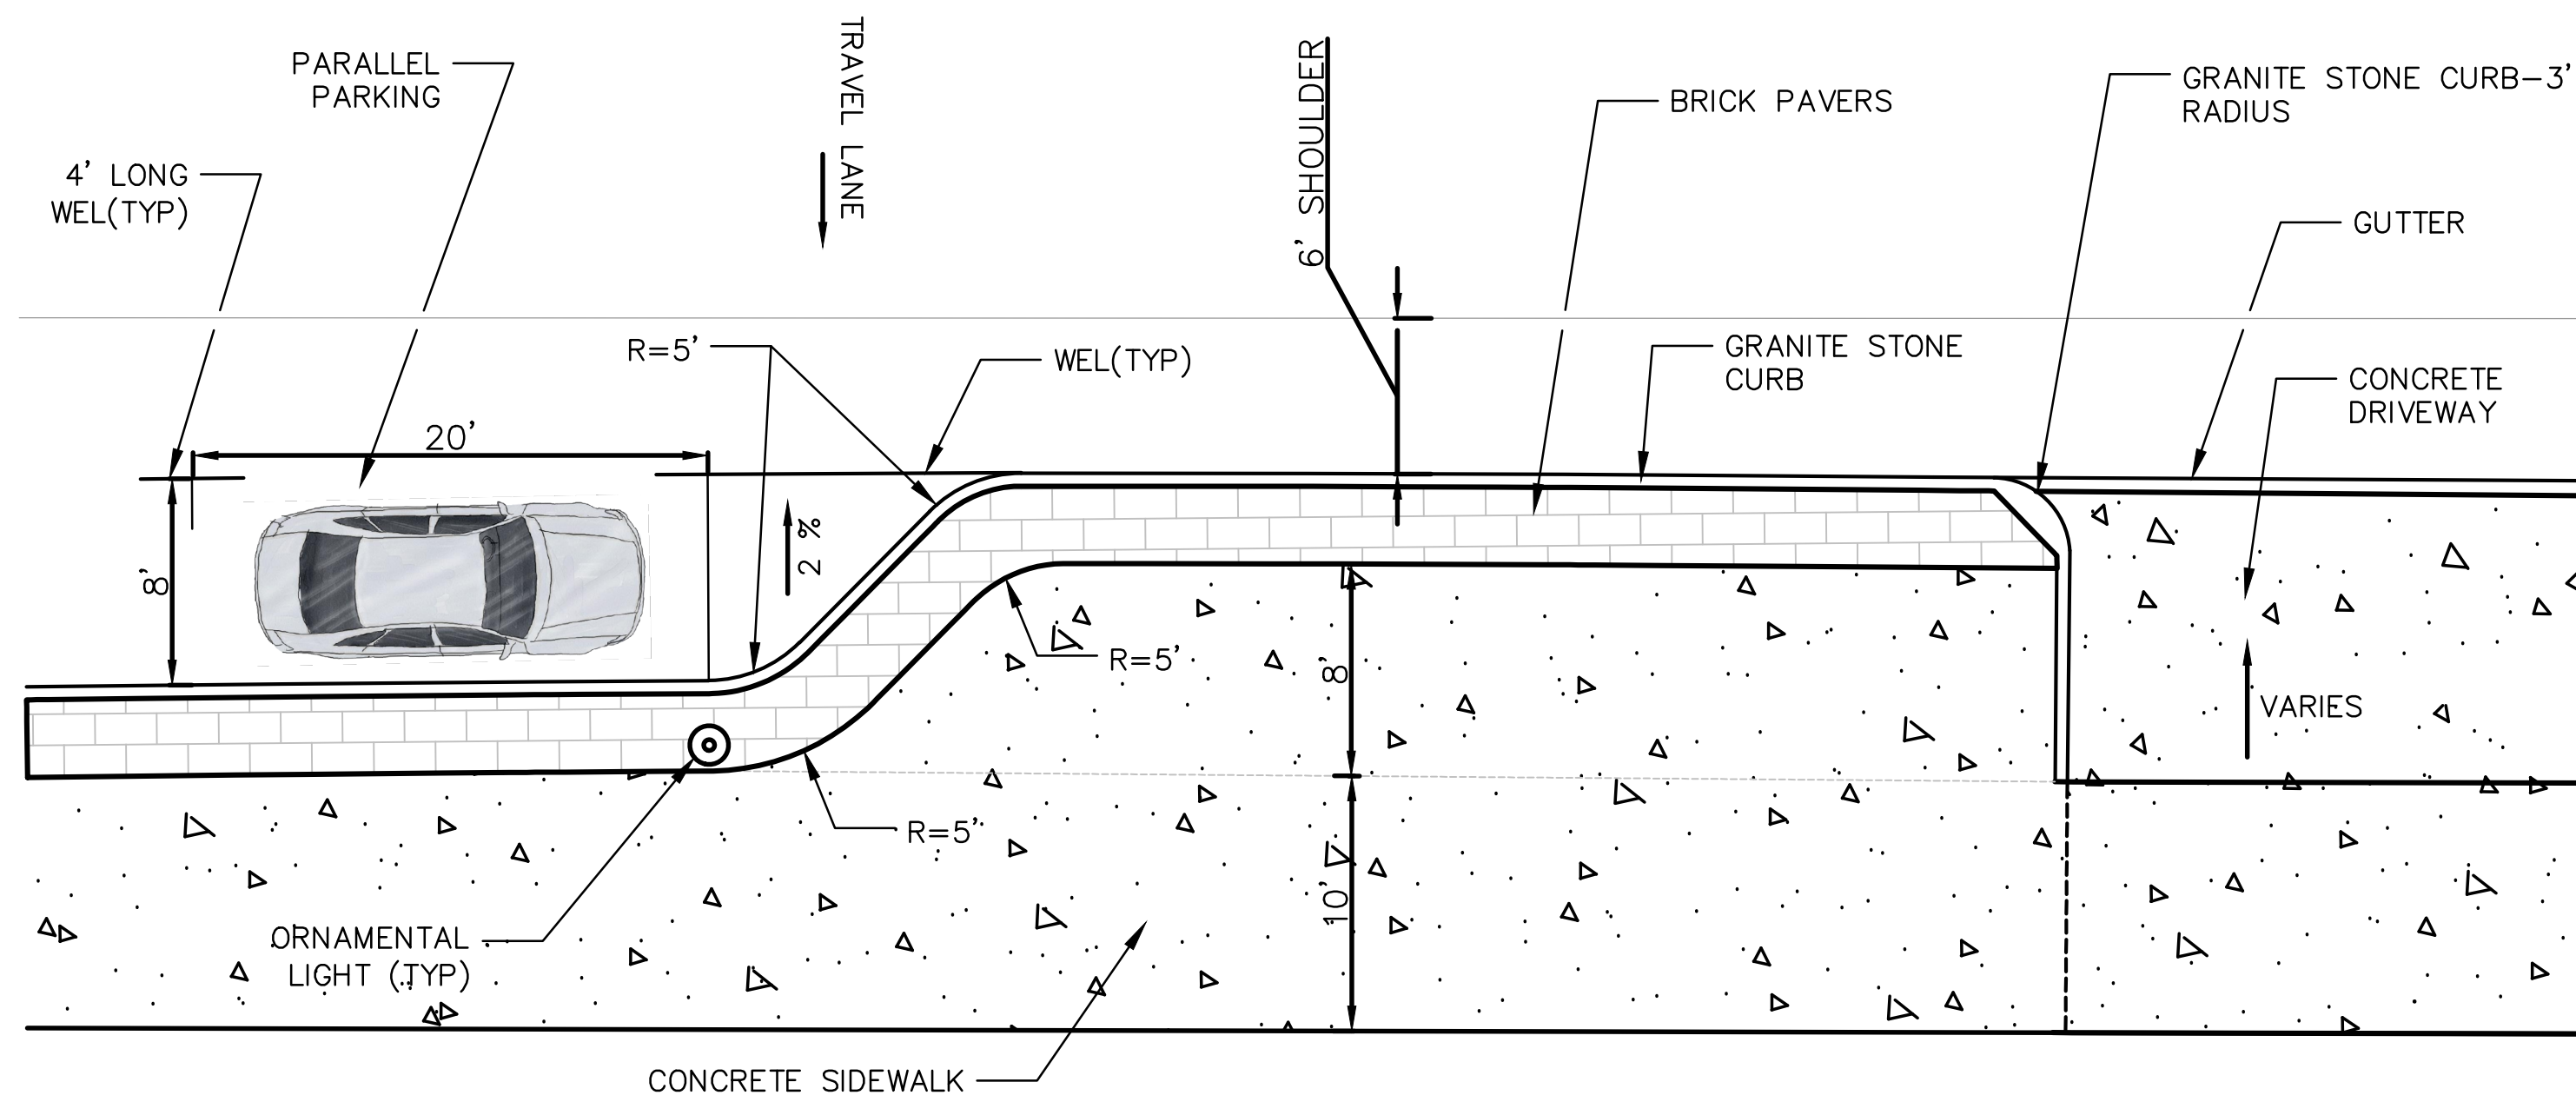 PARALLEL
PARKING
TRAVEL LANE
6' SHOULDER
BRICK PAVERS
GRANITE STONE CURB-3'
RADIUS
4' LONG
WEL(TYP)
GUTTER
R=5'
WEL(TYP)
GRANITE STONE
CURB
CONCRETE
DRIVEWAY
20'
8'
2 %
R=5'
8'
VARIES
R=5'
10'
ORNAMENTAL
LIGHT (TYP)
CONCRETE SIDEWALK